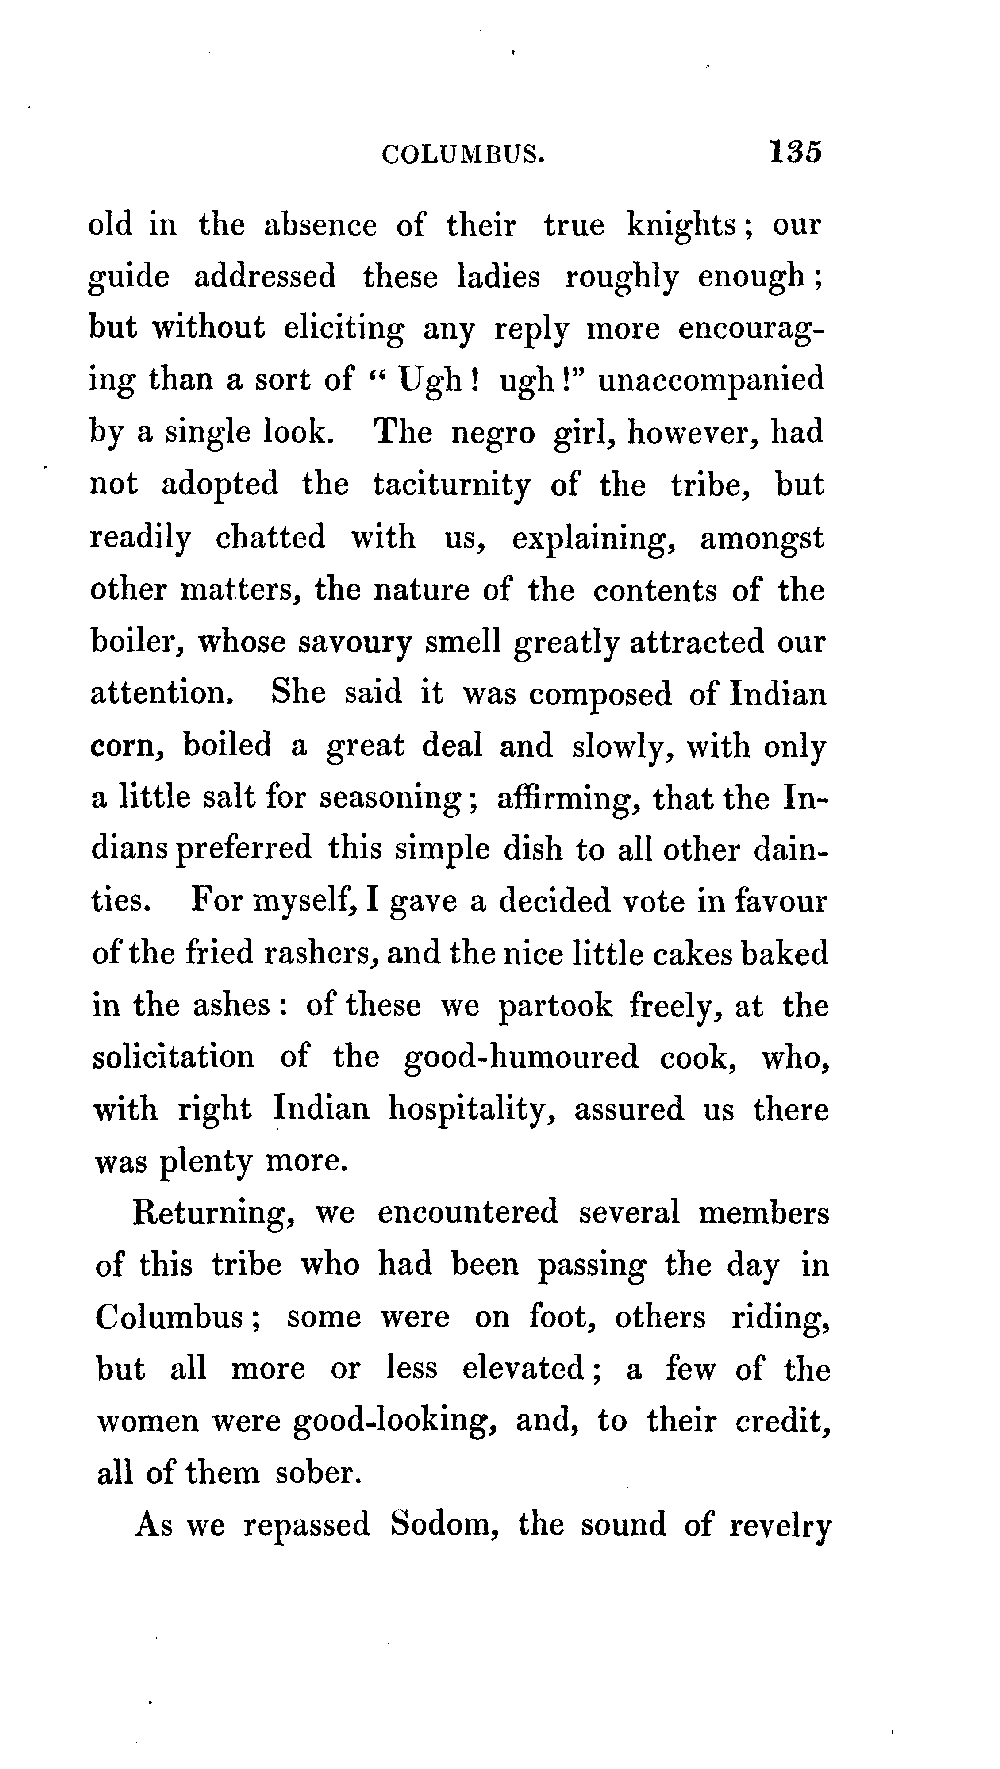 COLUMBUS. 135
old in the absence of their true knights; our
guide addressed these ladies roughly enough;
but without eliciting any reply more encourag-
ing than a sort of “ Ugh! ugh!” unaccompanied
by a single look. The negro girl, however, had
not adopted the taciturnity of the tribe, but
readily chatted with us, explaining, amongst
other matters, the nature of the contents of the
boiler, whose savoury smell greatly attracted our
attention. She said it was composed of Indian
corn, boiled a great deal and slowly, with only
a little salt for seasoning; affirming, that the In-
dians preferred this simple dish to all other dain-
ties. For myself, I gave a decided vote in favour
of the fried rashers, and the nice little cakes baked
in the ashes: of these we partook freely, at the
solicitation of the good-humoured cook, who,
with right Indian hospitality, assured us there
was plenty more.
Returning, we encountered several members
of this tribe who had been passing the day in
Columbus; some were on foot, others riding,
but all more or less elevated; a few of the
women were good-looking, and, to their credit,
all of them sober.
As we repassed Sodom, the sound of revelry